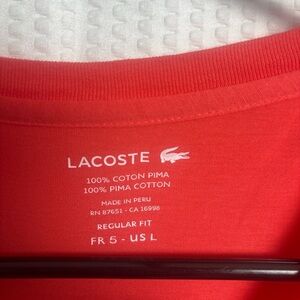 LACOSTE
100% COTON PIMA
100% PIMA COTTON
MADE IN PERU
RN 87651 - CA 16998
REGULAR FIT
FR 5 - US L